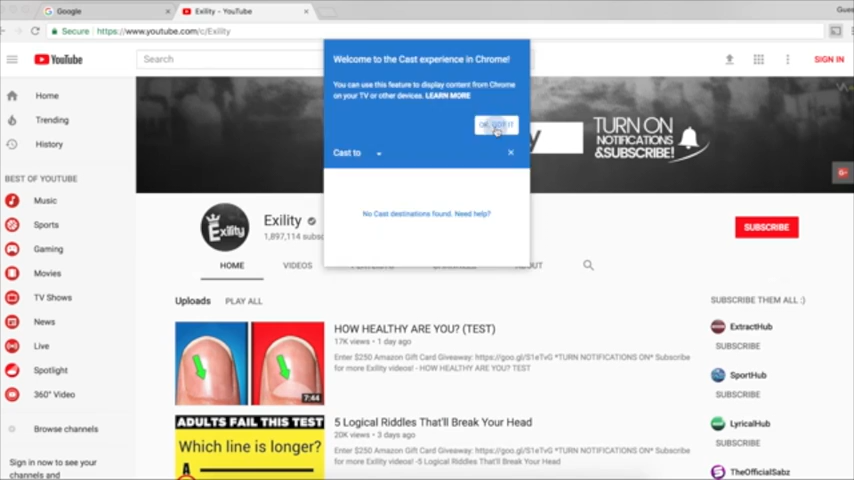 Google
Exility - YouTube
Secure
https://www.youtube.com/c/Exility
YouTube
Search
SIGN IN
Welcome to the Cast experience in Chrome!
You can use this feature to display content from Chrome
on your TV or other devices. LEARN MORE
OK, GOT IT
Cast to
No Cast destinations found. Need help?
TURN ON
NOTIFICATIONS
&SUBSCRIBE!
Home
Trending
History
BEST OF YOUTUBE
Music
Sports
Gaming
Movies
TV Shows
News
Live
Spotlight
360° Video
Browse channels
Sign in now to see your
channels and
Exility
Exility
1,897,114
SUBSCRIBE
HOME
VIDEOS
ABOUT
Uploads
PLAY ALL
7:44
HOW HEALTHY ARE YOU? (TEST)
17K views • 1 day ago
Enter $250 Amazon Gift Card Giveaway: https://goo.gl/S1eTvG *TURN NOTIFICATIONS ON* Subscribe
for more Exility videos! - HOW HEALTHY ARE YOU? TEST
ADULTS FAIL THIS TEST
Which line is longer?
A
5 Logical Riddles That'll Break Your Head
20K views • 3 days ago
Enter $250 Amazon Gift Card Giveaway: https://goo.gl/S1eTvG *TURN NOTIFICATIONS ON* Subscribe
for more Exility videos! -5 Logical Riddles That'll Break Your Head
SUBSCRIBE THEM ALL :)
ExtractHub
SUBSCRIBE
SportHub
SUBSCRIBE
LyricalHub
SUBSCRIBE
TheOfficialSabz